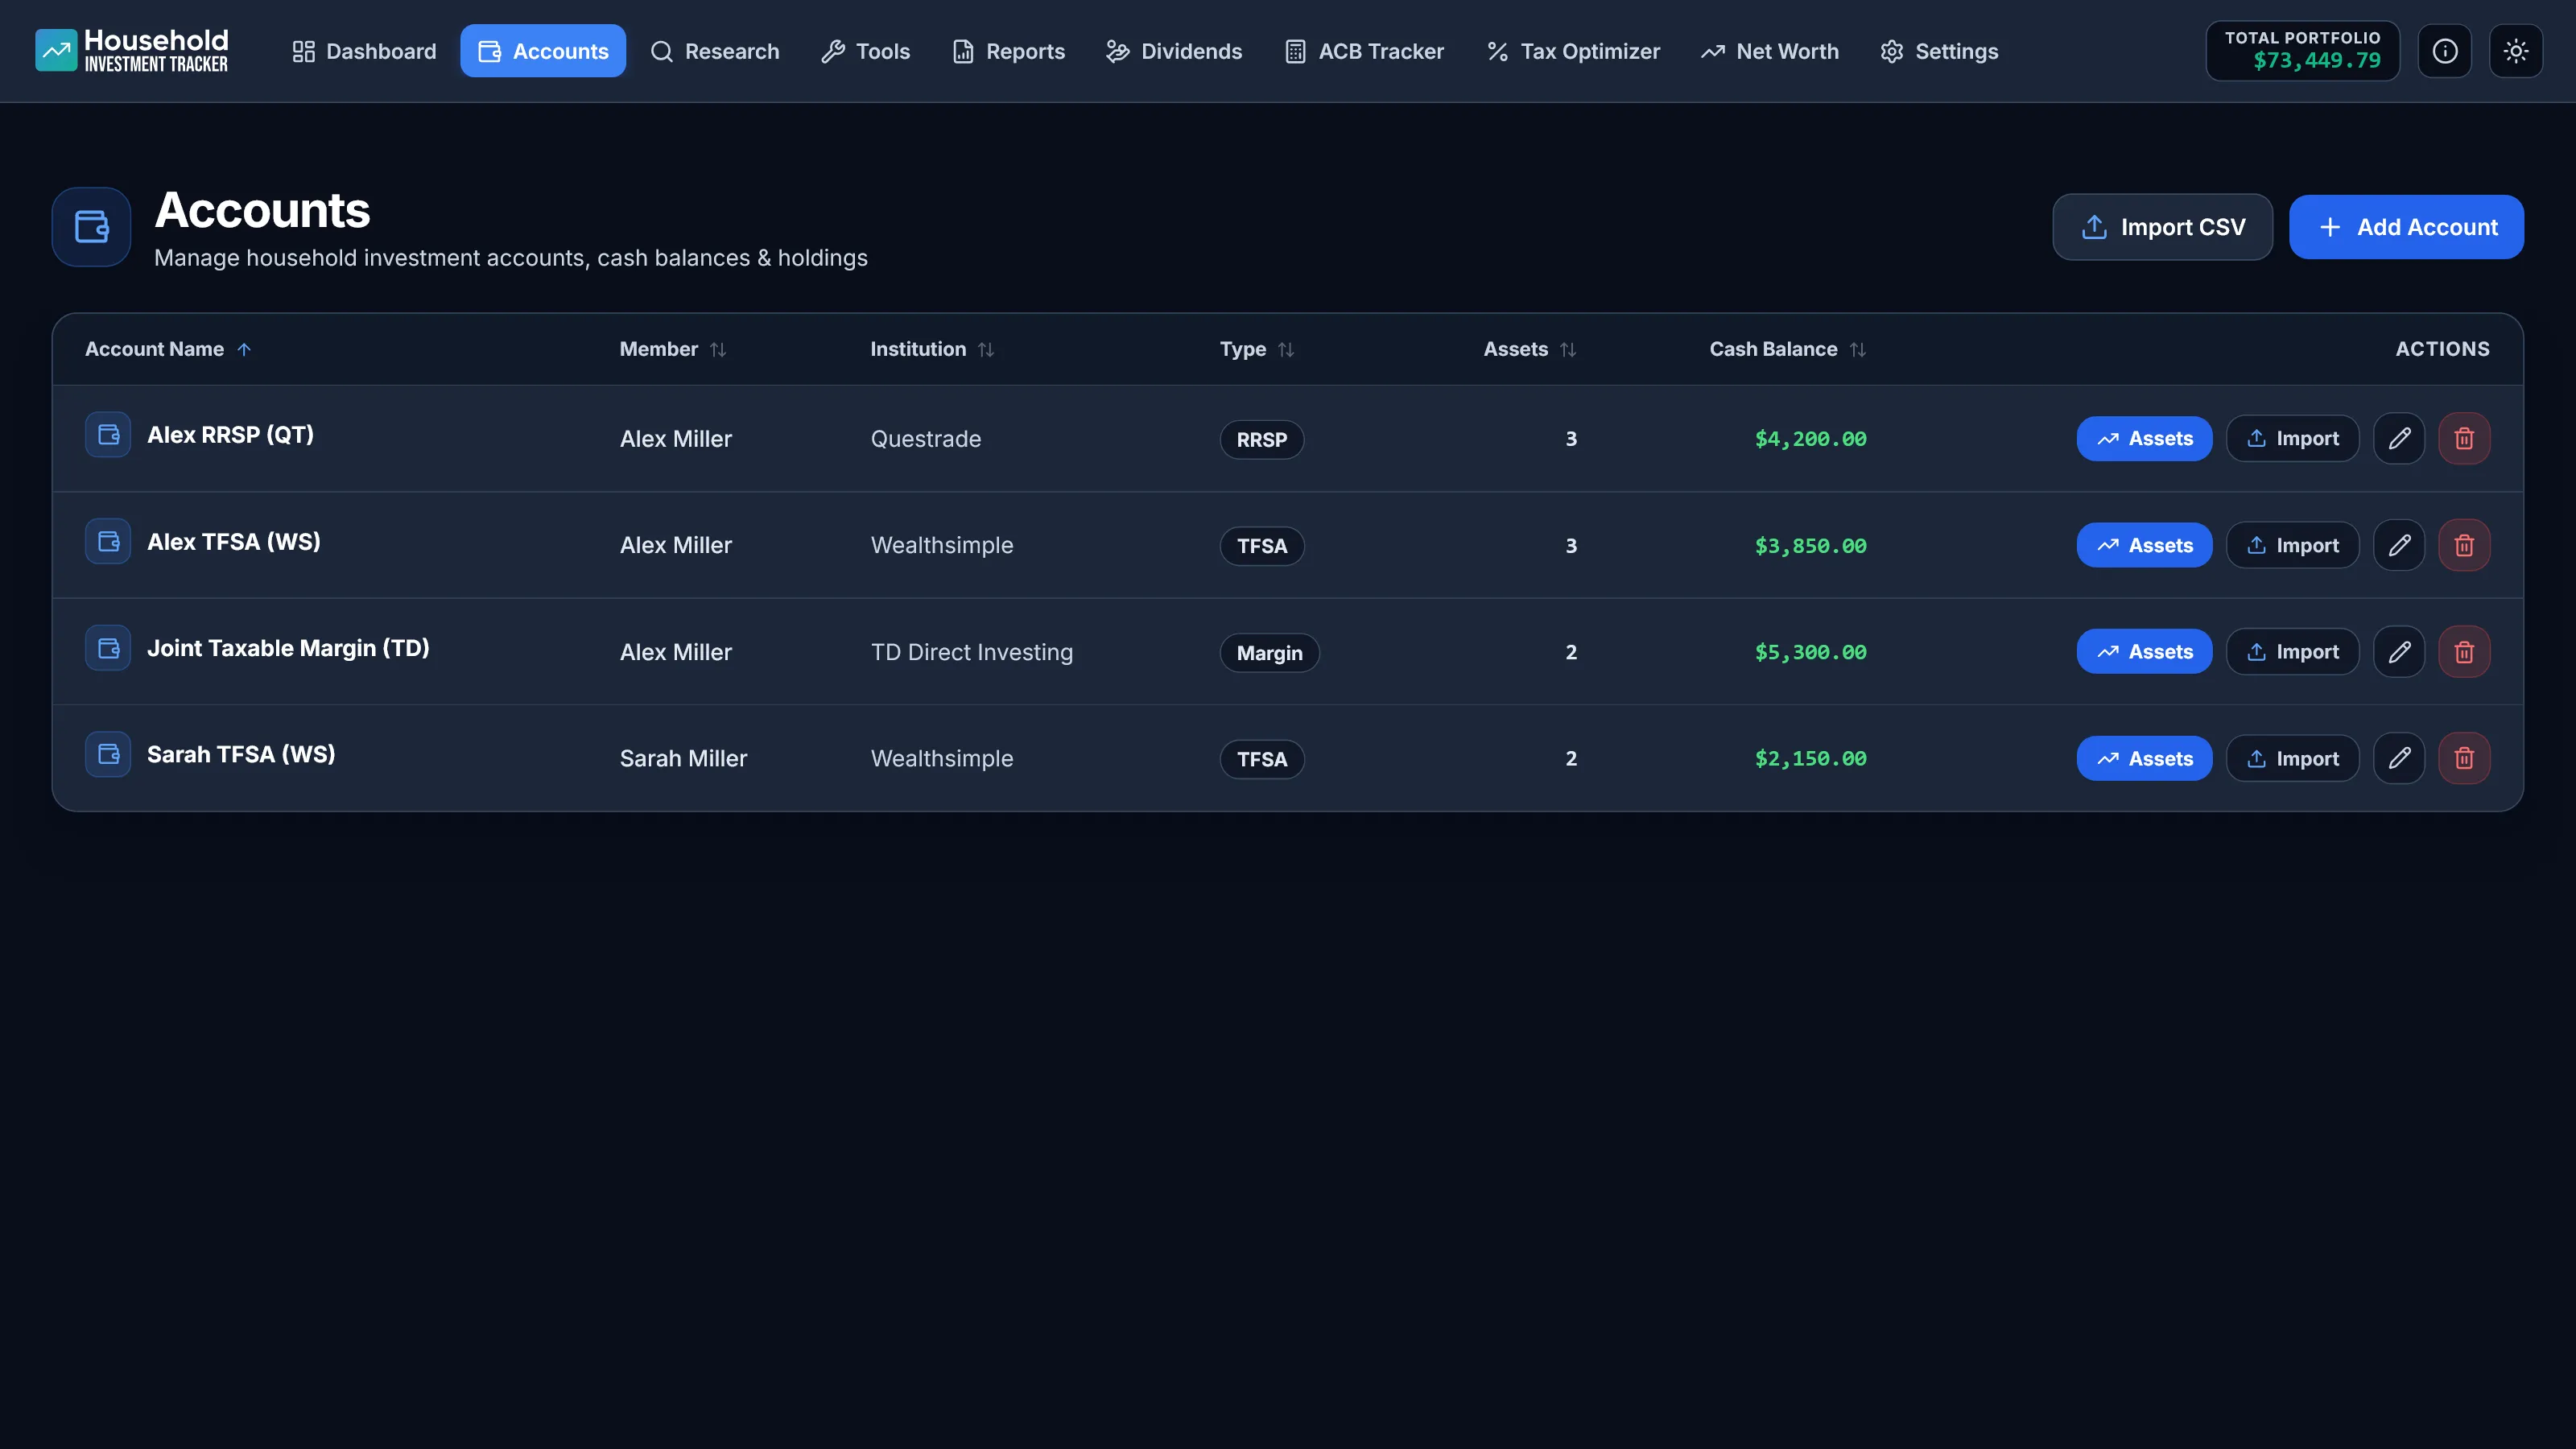 Household
INVESTMENT TRACKER
Dashboard
Accounts
Research
Tools
Reports
Dividends
ACB Tracker
Tax Optimizer
Net Worth
Settings
TOTAL PORTFOLIO
$73,449.79
Accounts
Manage household investment accounts, cash balances & holdings
Import CSV
Add Account
Account Name Member Institution Type Assets Cash Balance ACTIONS
Alex RRSP (QT) Alex Miller Questrade RRSP 3 $4,200.00 Assets Import
Alex TFSA (WS) Alex Miller Wealthsimple TFSA 3 $3,850.00 Assets Import
Joint Taxable Margin (TD) Alex Miller TD Direct Investing Margin 2 $5,300.00 Assets Import
Sarah TFSA (WS) Sarah Miller Wealthsimple TFSA 2 $2,150.00 Assets Import